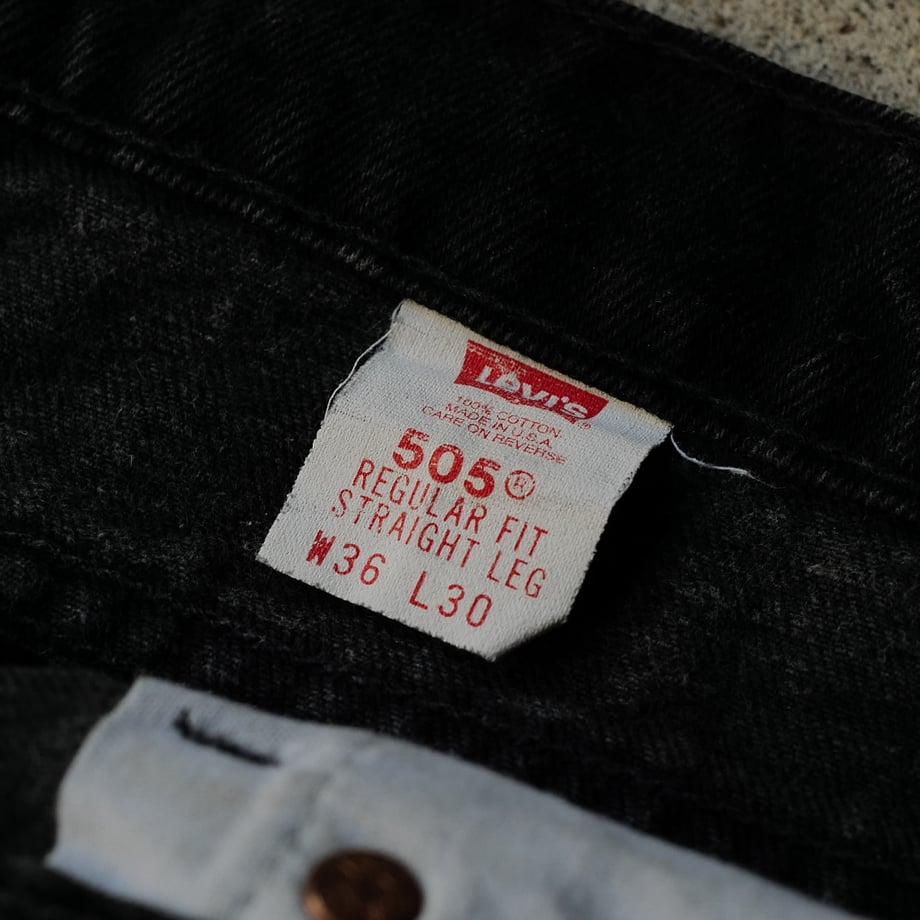 Levi's®
100% COTTON.
MADE IN U.S.A.
CARE ON REVERSE
505®
REGULAR FIT
STRAIGHT LEG
W36 L30